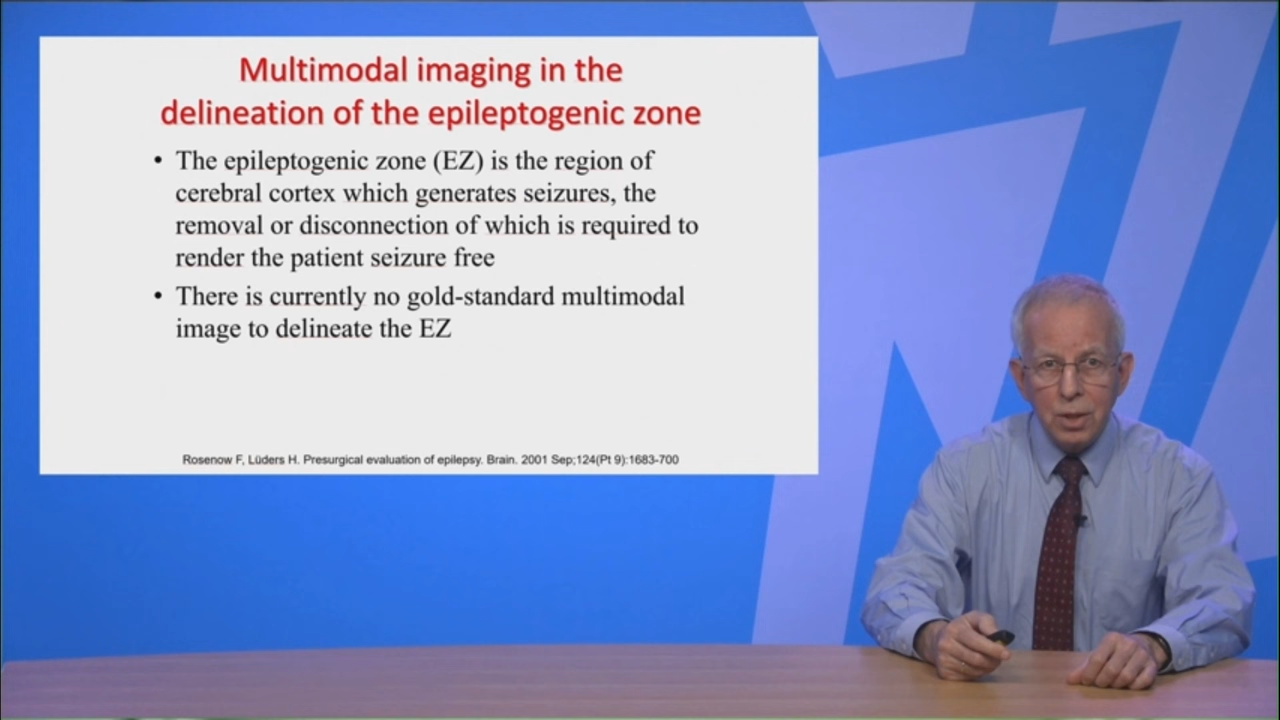 Multimodal imaging in the
delineation of the epileptogenic zone
• The epileptogenic zone (EZ) is the region of
cerebral cortex which generates seizures, the
removal or disconnection of which is required to
render the patient seizure free
• There is currently no gold-standard multimodal
image to delineate the EZ
Rosenow F, Lüders H. Presurgical evaluation of epilepsy. Brain. 2001 Sep;124(Pt 9):1683-700